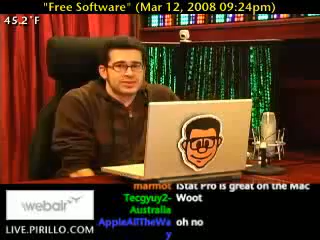 "Free Software" (Mar 12, 2008 09:24pm)
45.2°F
webair
LIVE.PIRILLO.COM
marmot iStat Pro is great on the Mac
Tecgyuy2- Woot
Australia
AppleAllTheWa oh no
y